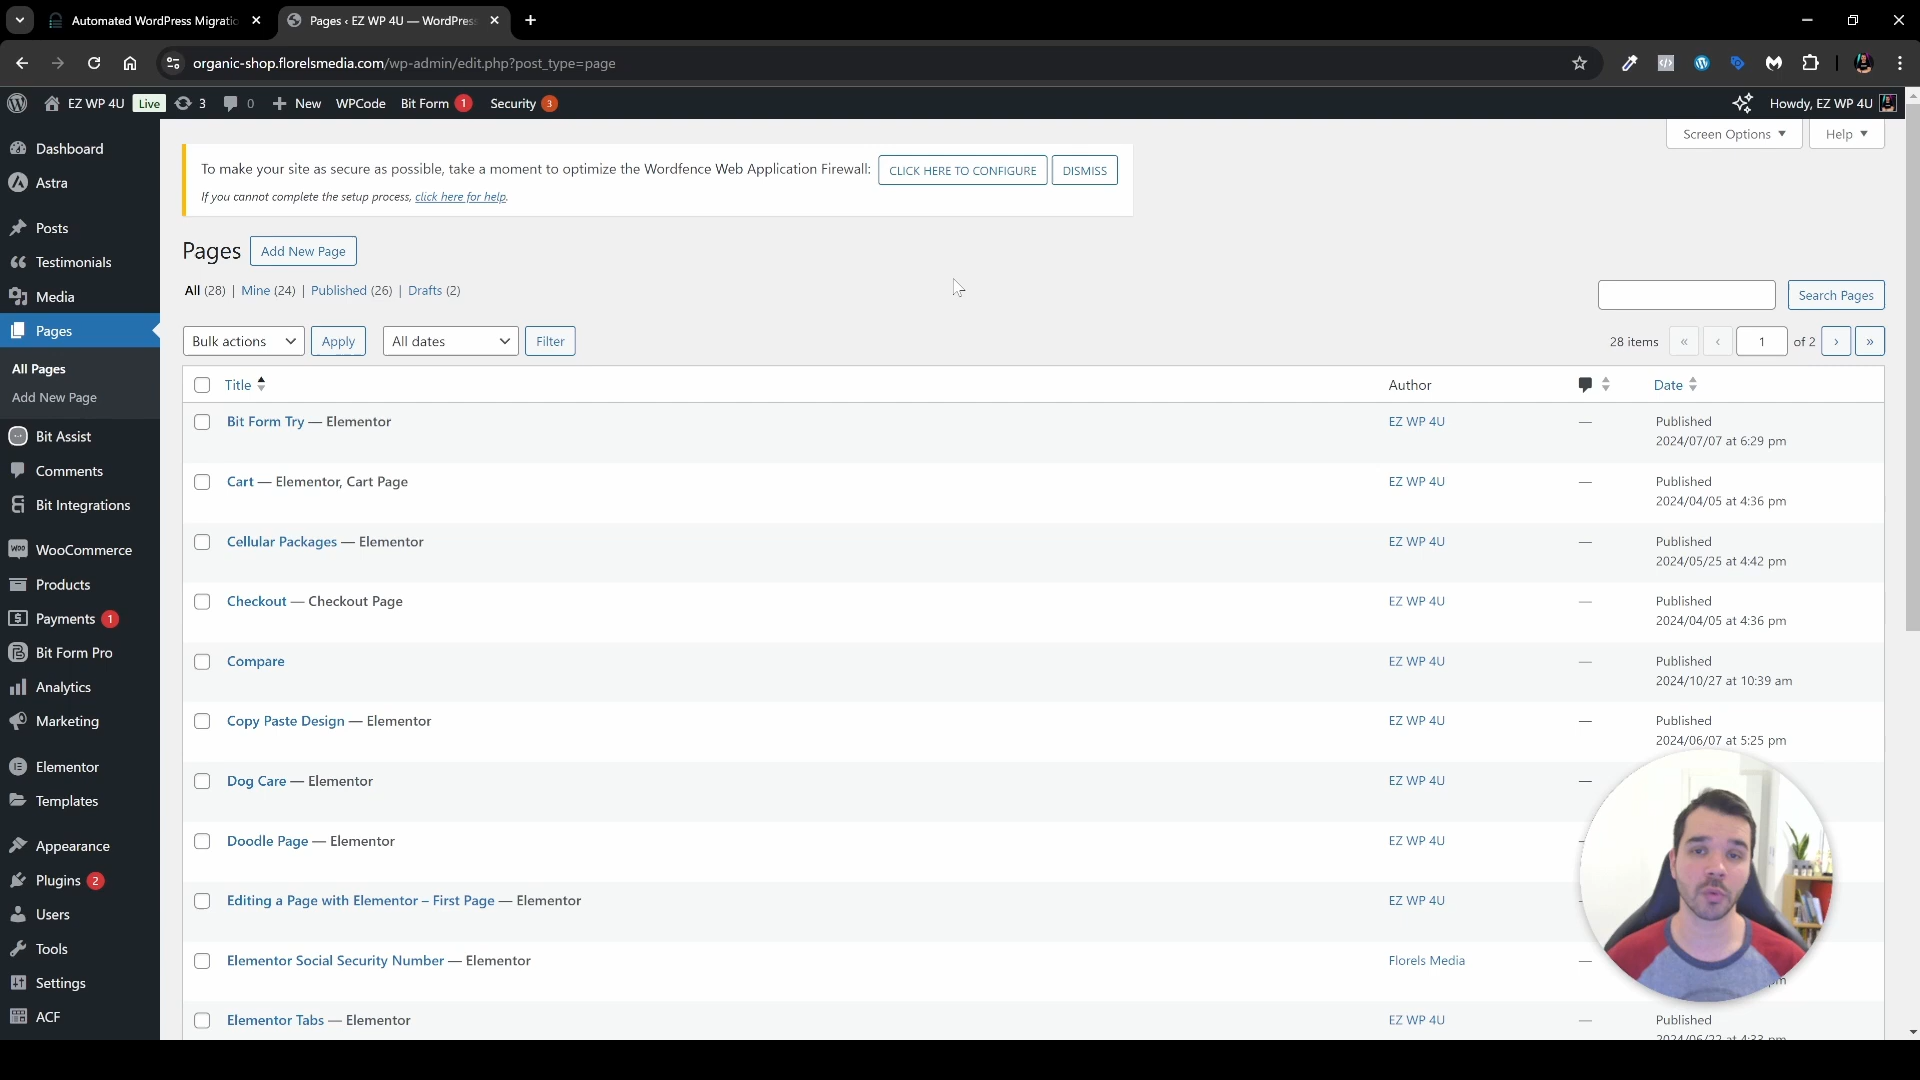 Automated WordPress Migratio
Pages ‹ EZ WP 4U — WordPress
organic-shop.florelsmedia.com/wp-admin/edit.php?post_type=page
EZ WP 4U Live 3 0 New WPCode Bit Form 1 Security 3 Howdy, EZ WP 4U
Screen Options Help
Dashboard
Astra
Posts
Testimonials
Media
Pages
All Pages
Add New Page
Bit Assist
Comments
Bit Integrations
WooCommerce
Products
Payments 1
Bit Form Pro
Analytics
Marketing
Elementor
Templates
Appearance
Plugins 2
Users
Tools
Settings
ACF
To make your site as secure as possible, take a moment to optimize the Wordfence Web Application Firewall: CLICK HERE TO CONFIGURE DISMISS
If you cannot complete the setup process, click here for help.
Pages Add New Page
All (28) | Mine (24) | Published (26) | Drafts (2)
Search Pages
Bulk actions Apply All dates Filter 28 items « ‹ 1 of 2 › »
Title Author Date
Bit Form Try — Elementor EZ WP 4U — Published
2024/07/07 at 6:29 pm
Cart — Elementor, Cart Page EZ WP 4U — Published
2024/04/05 at 4:36 pm
Cellular Packages — Elementor EZ WP 4U — Published
2024/05/25 at 4:42 pm
Checkout — Checkout Page EZ WP 4U — Published
2024/04/05 at 4:36 pm
Compare EZ WP 4U — Published
2024/10/27 at 10:39 am
Copy Paste Design — Elementor EZ WP 4U — Published
2024/06/07 at 5:25 pm
Dog Care — Elementor EZ WP 4U —
Doodle Page — Elementor EZ WP 4U
Editing a Page with Elementor – First Page — Elementor EZ WP 4U
Elementor Social Security Number — Elementor Florels Media —
Elementor Tabs — Elementor EZ WP 4U — Published
2024/06/22 at 4:33 pm